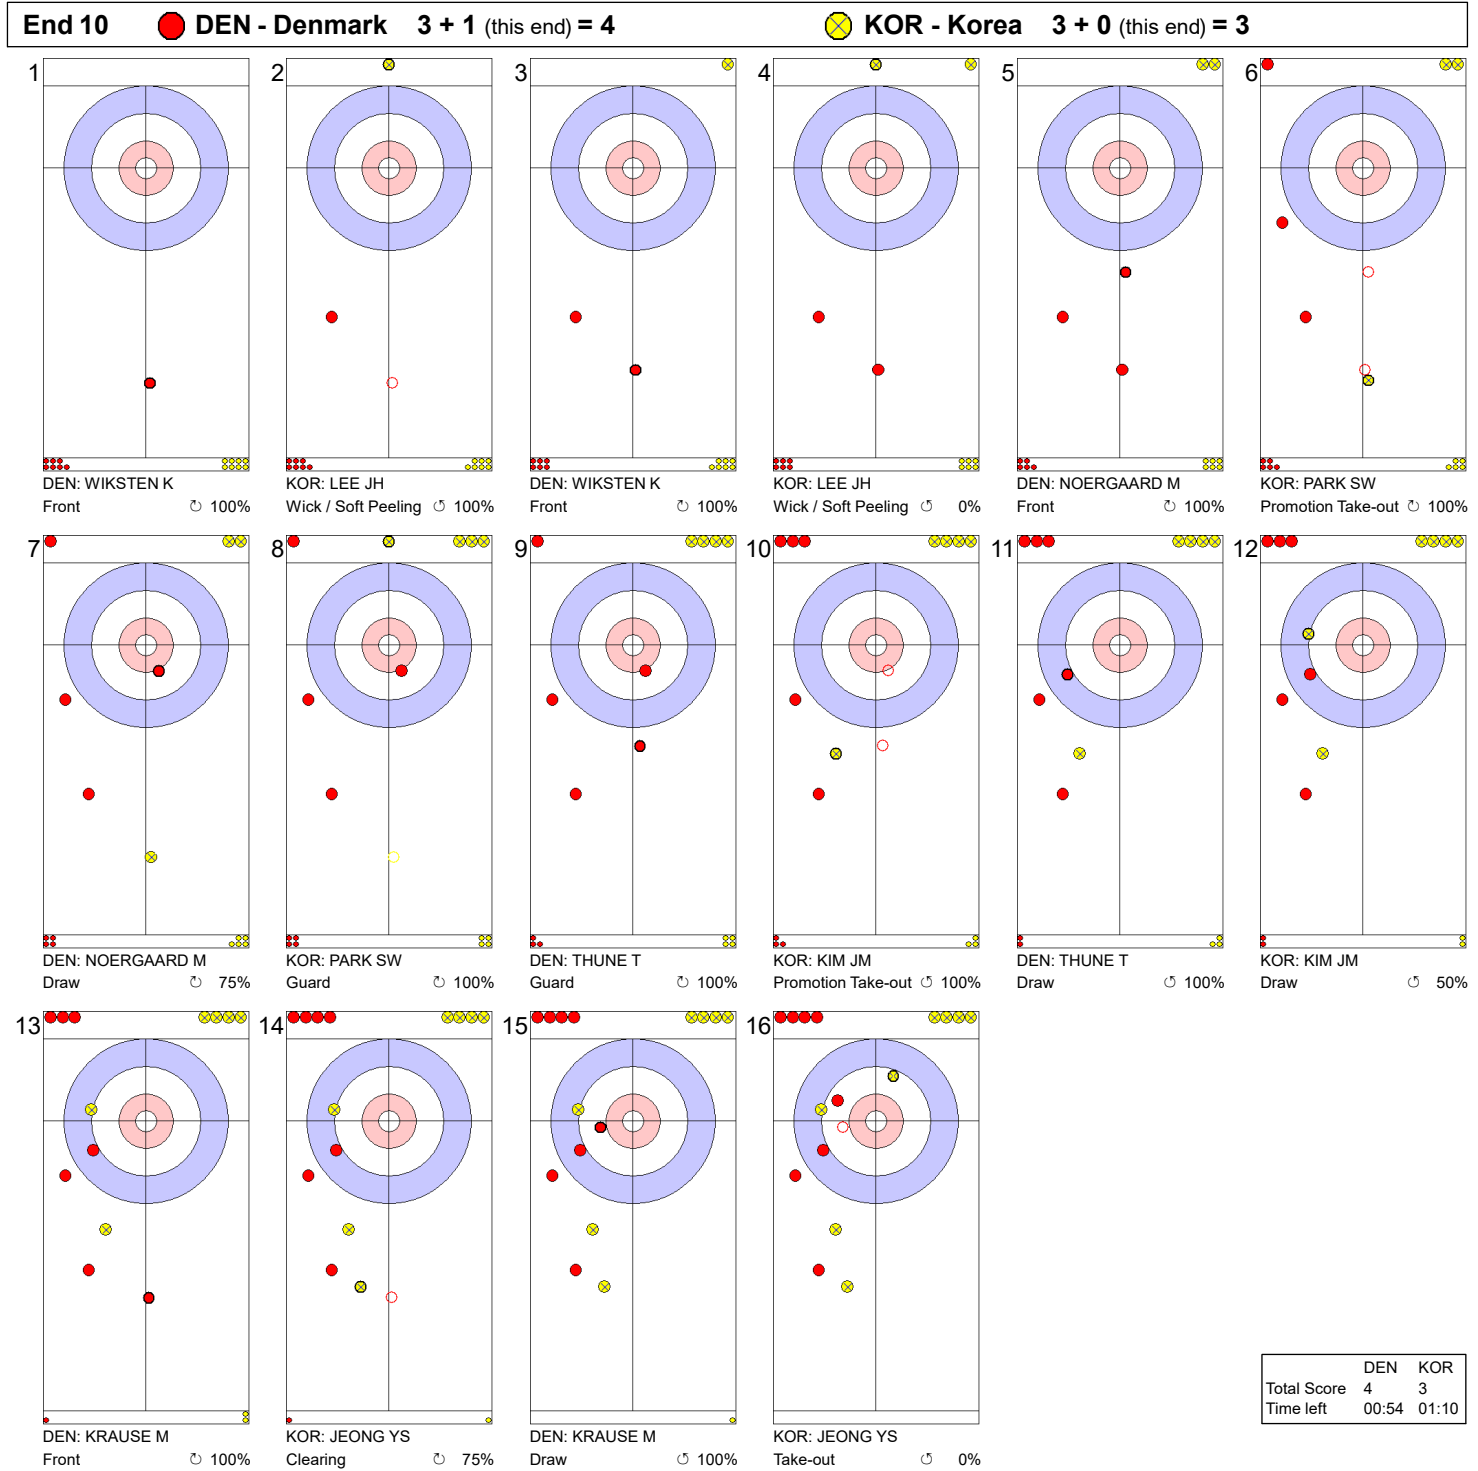 End 10 DEN - Denmark 3 + 1 (this end) = 4 KOR - Korea 3 + 0 (this end) = 3
1 2 3 4 5 6
DEN: WIKSTEN K KOR: LEE JH DEN: WIKSTEN K KOR: LEE JH DEN: NOERGAARD M KOR: PARK SW
Front ↻ 100% Wick / Soft Peeling ↺ 100% Front ↻ 100% Wick / Soft Peeling ↺ 0% Front ↻ 100% Promotion Take-out ↻ 100%
7 8 9 10 11 12
DEN: NOERGAARD M KOR: PARK SW DEN: THUNE T KOR: KIM JM DEN: THUNE T KOR: KIM JM
Draw ↻ 75% Guard ↻ 100% Guard ↻ 100% Promotion Take-out ↺ 100% Draw ↻ 100% Draw ↺ 50%
13 14 15 16
DEN: KRAUSE M KOR: JEONG YS DEN: KRAUSE M KOR: JEONG YS
Front ↻ 100% Clearing ↺ 75% Draw ↺ 100% Take-out ↺ 0%
DEN KOR
Total Score 4 3
Time left 00:54 01:10